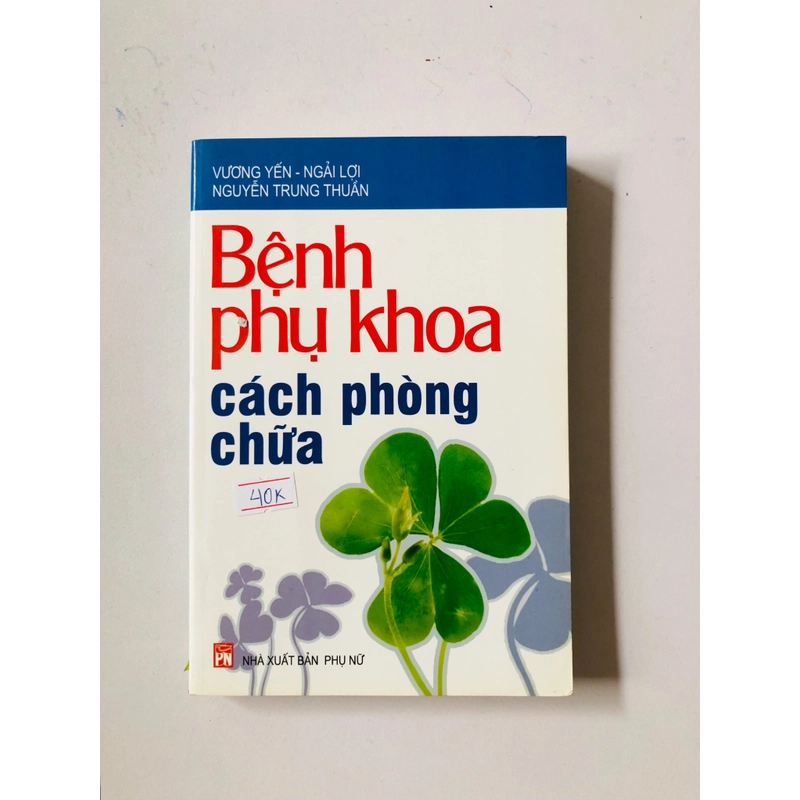 VƯƠNG YẾN - NGẢI LỢI
NGUYỄN TRUNG THUẦN
Bệnh
phụ khoa
cách phòng
chữa
40K
PN
NHÀ XUẤT BẢN PHỤ NỮ